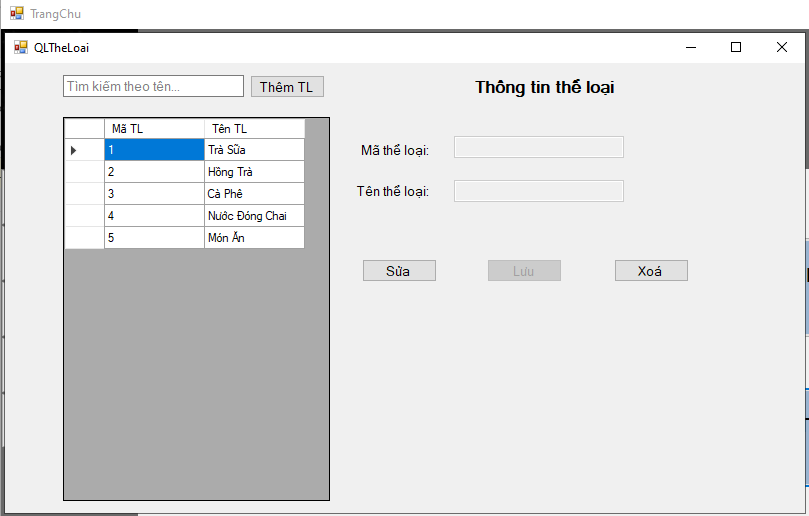 TrangChu
QLTheLoai
Tìm kiếm theo tên...
Thêm TL
Thông tin thể loại
Mã TL Tên TL
1 Trà Sữa
2 Hồng Trà
3 Cà Phê
4 Nước Đóng Chai
5 Món Ăn
Mã thể loại:
Tên thể loại:
Sửa
Lưu
Xoá